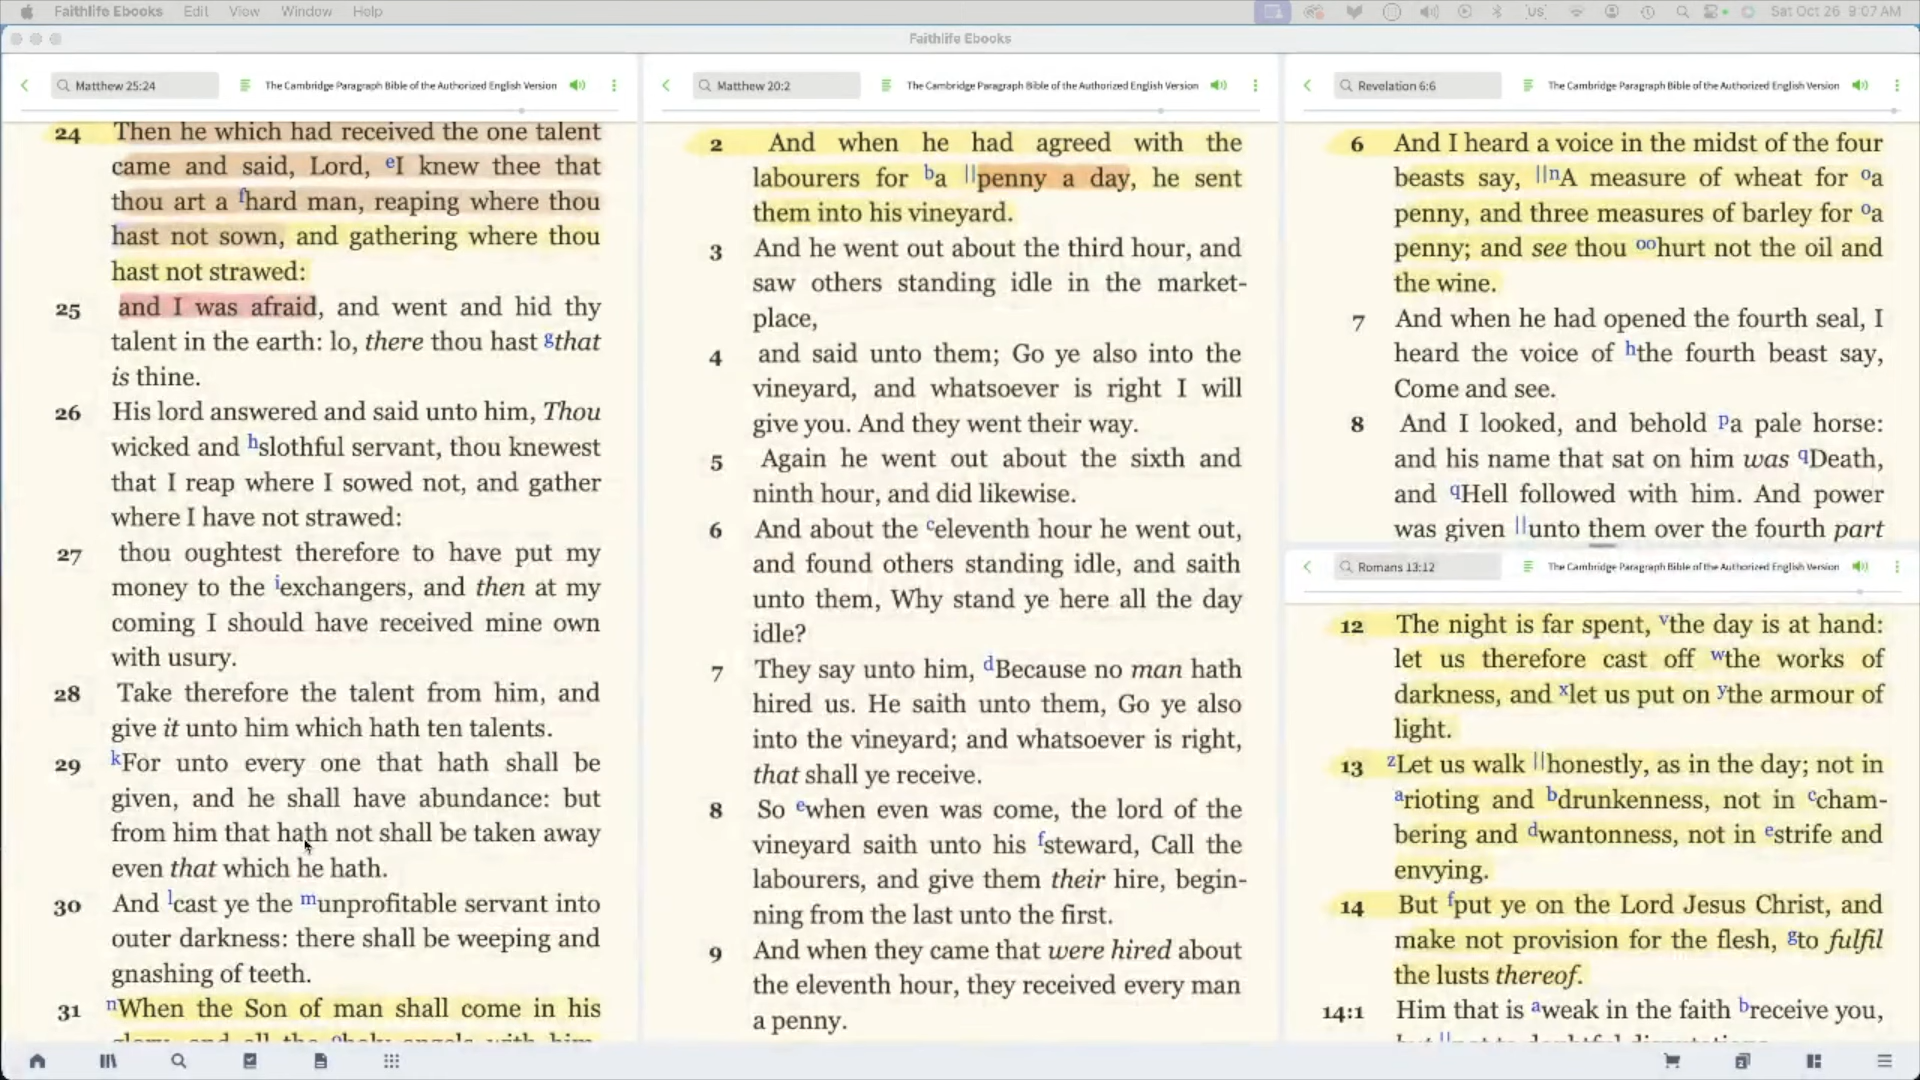 Faithlife Ebooks Edit View Window Help US Sat Oct 26 9:07 AM
Faithlife Ebooks
Matthew 25:24 The Cambridge Paragraph Bible of the Authorized English Version
24 Then he which had received the one talent
came and said, Lord, eI knew thee that
thou art a fhard man, reaping where thou
hast not sown, and gathering where thou
hast not strawed:
25 and I was afraid, and went and hid thy
talent in the earth: lo, there thou hast gthat
is thine.
26 His lord answered and said unto him, Thou
wicked and hslothful servant, thou knewest
that I reap where I sowed not, and gather
where I have not strawed:
27 thou oughtest therefore to have put my
money to the iexchangers, and then at my
coming I should have received mine own
with usury.
28 Take therefore the talent from him, and
give it unto him which hath ten talents.
29 kFor unto every one that hath shall be
given, and he shall have abundance: but
from him that hath not shall be taken away
even that which he hath.
30 And lcast ye the munprofitable servant into
outer darkness: there shall be weeping and
gnashing of teeth.
31 nWhen the Son of man shall come in his
glory, and all the oholy angels with him,
Matthew 20:2 The Cambridge Paragraph Bible of the Authorized English Version
2 And when he had agreed with the
labourers for ba ||penny a day, he sent
them into his vineyard.
3 And he went out about the third hour, and
saw others standing idle in the market-
place,
4 and said unto them; Go ye also into the
vineyard, and whatsoever is right I will
give you. And they went their way.
5 Again he went out about the sixth and
ninth hour, and did likewise.
6 And about the celeventh hour he went out,
and found others standing idle, and saith
unto them, Why stand ye here all the day
idle?
7 They say unto him, dBecause no man hath
hired us. He saith unto them, Go ye also
into the vineyard; and whatsoever is right,
that shall ye receive.
8 So ewhen even was come, the lord of the
vineyard saith unto his fsteward, Call the
labourers, and give them their hire, begin-
ning from the last unto the first.
9 And when they came that were hired about
the eleventh hour, they received every man
a penny.
Revelation 6:6 The Cambridge Paragraph Bible of the Authorized English Version
6 And I heard a voice in the midst of the four
beasts say, ||nA measure of wheat for oa
penny, and three measures of barley for oa
penny; and see thou oohurt not the oil and
the wine.
7 And when he had opened the fourth seal, I
heard the voice of hthe fourth beast say,
Come and see.
8 And I looked, and behold pa pale horse:
and his name that sat on him was qDeath,
and qHell followed with him. And power
was given ||unto them over the fourth part
Romans 13:12 The Cambridge Paragraph Bible of the Authorized English Version
12 The night is far spent, vthe day is at hand:
let us therefore cast off wthe works of
darkness, and xlet us put on ythe armour of
light.
13 zLet us walk ||honestly, as in the day; not in
arioting and bdrunkenness, not in ccham-
bering and dwantonness, not in estrife and
envying.
14 But fput ye on the Lord Jesus Christ, and
make not provision for the flesh, gto fulfil
the lusts thereof.
14:1 Him that is aweak in the faith breceive you,
but ||not to doubtful disputations.